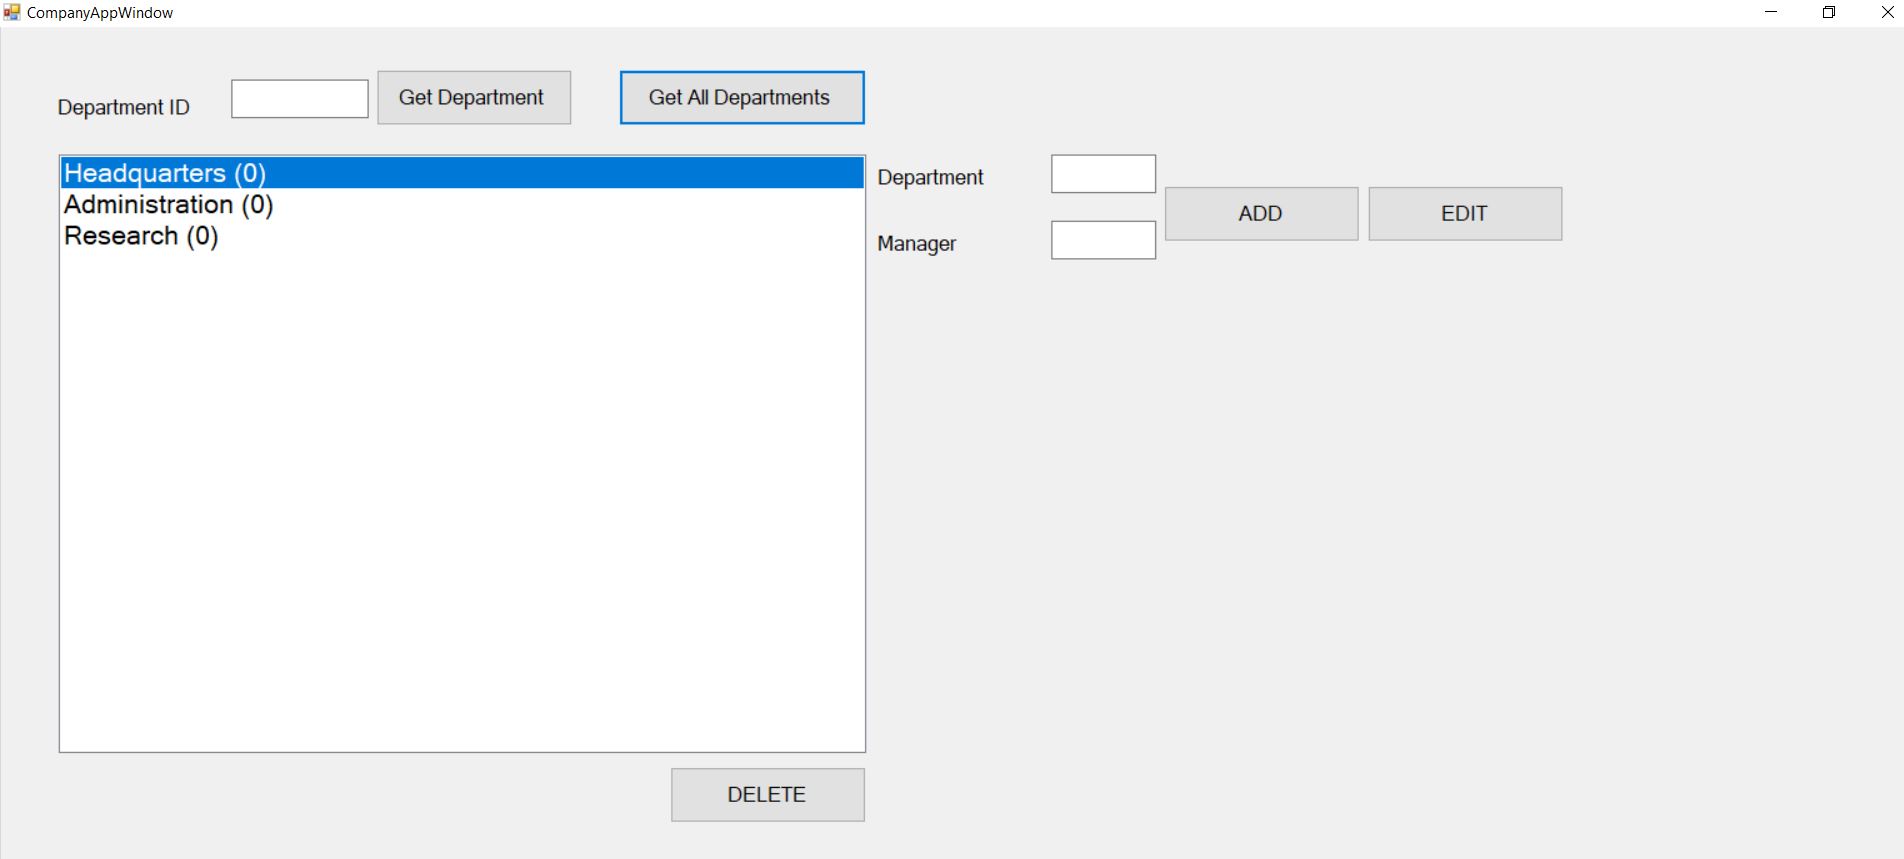 CompanyAppWindow
Department ID
Get Department
Get All Departments
Headquarters (0)
Administration (0)
Research (0)
Department
Manager
ADD
EDIT
DELETE